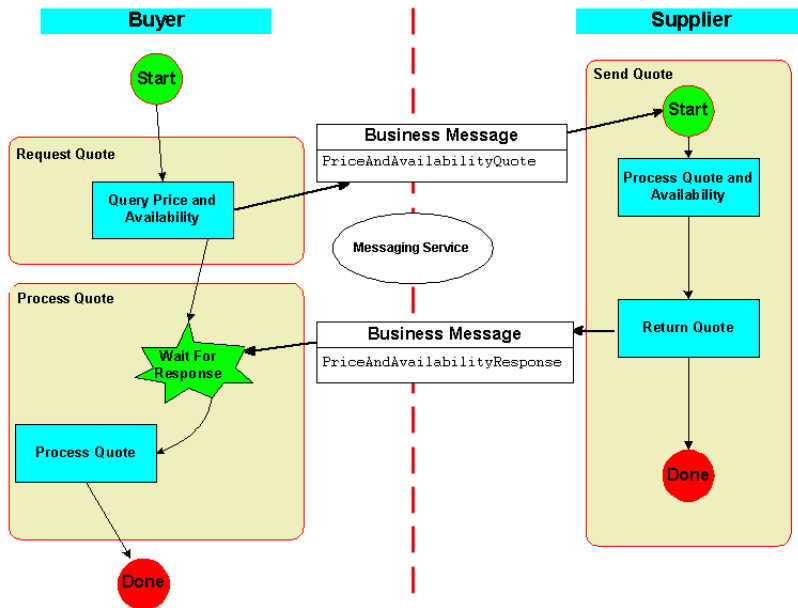 Buyer
Supplier
Start
Send Quote
Start
Business Message
PriceAndAvailabilityQuote
Request Quote
Query Price and
Availability
Process Quote and
Availability
Messaging Service
Process Quote
Business Message
PriceAndAvailabilityResponse
Return Quote
Wait For
Response
Process Quote
Done
Done